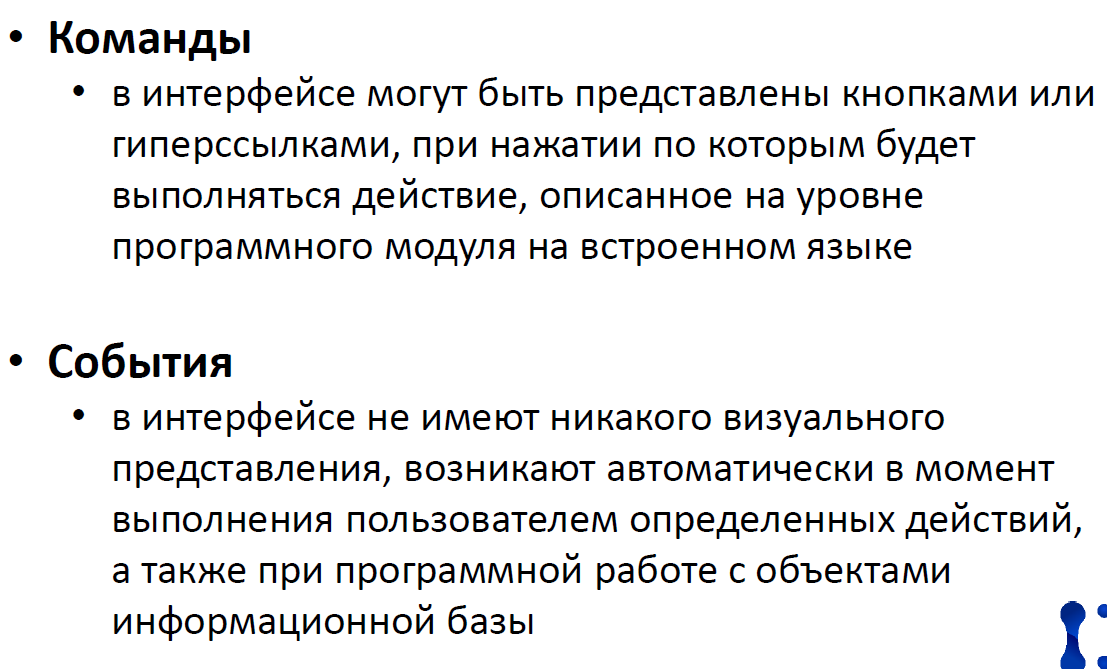 • Команды
• в интерфейсе могут быть представлены кнопками или
гиперссылками, при нажатии по которым будет
выполняться действие, описанное на уровне
программного модуля на встроенном языке
• События
• в интерфейсе не имеют никакого визуального
представления, возникают автоматически в момент
выполнения пользователем определенных действий,
а также при программной работе с объектами
информационной базы